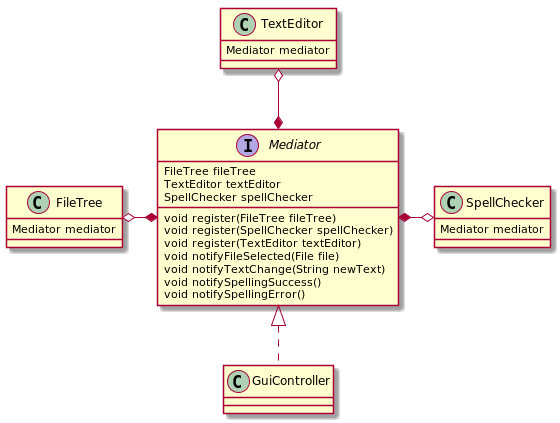 C TextEditor
Mediator mediator
I Mediator
FileTree fileTree
TextEditor textEditor
SpellChecker spellChecker
void register(FileTree fileTree)
void register(SpellChecker spellChecker)
void register(TextEditor textEditor)
void notifyFileSelected(File file)
void notifyTextChange(String newText)
void notifySpellingSuccess()
void notifySpellingError()
C FileTree
Mediator mediator
C SpellChecker
Mediator mediator
C GuiController